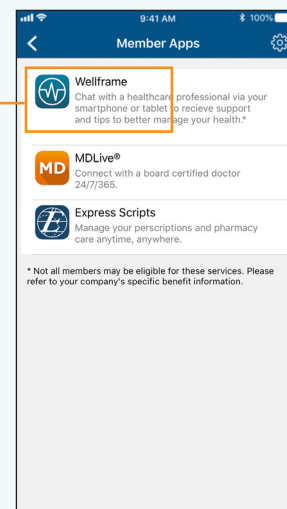 9:41 AM
100%
Member Apps
Wellframe
Chat with a healthcare professional via your
smartphone or tablet to recieve support
and tips to better manage your health.*
MD
MDLive®
Connect with a board certified doctor
24/7/365.
E
Express Scripts
Manage your perscriptions and pharmacy
care anytime, anywhere.
* Not all members may be eligible for these services. Please
refer to your company's specific benefit information.